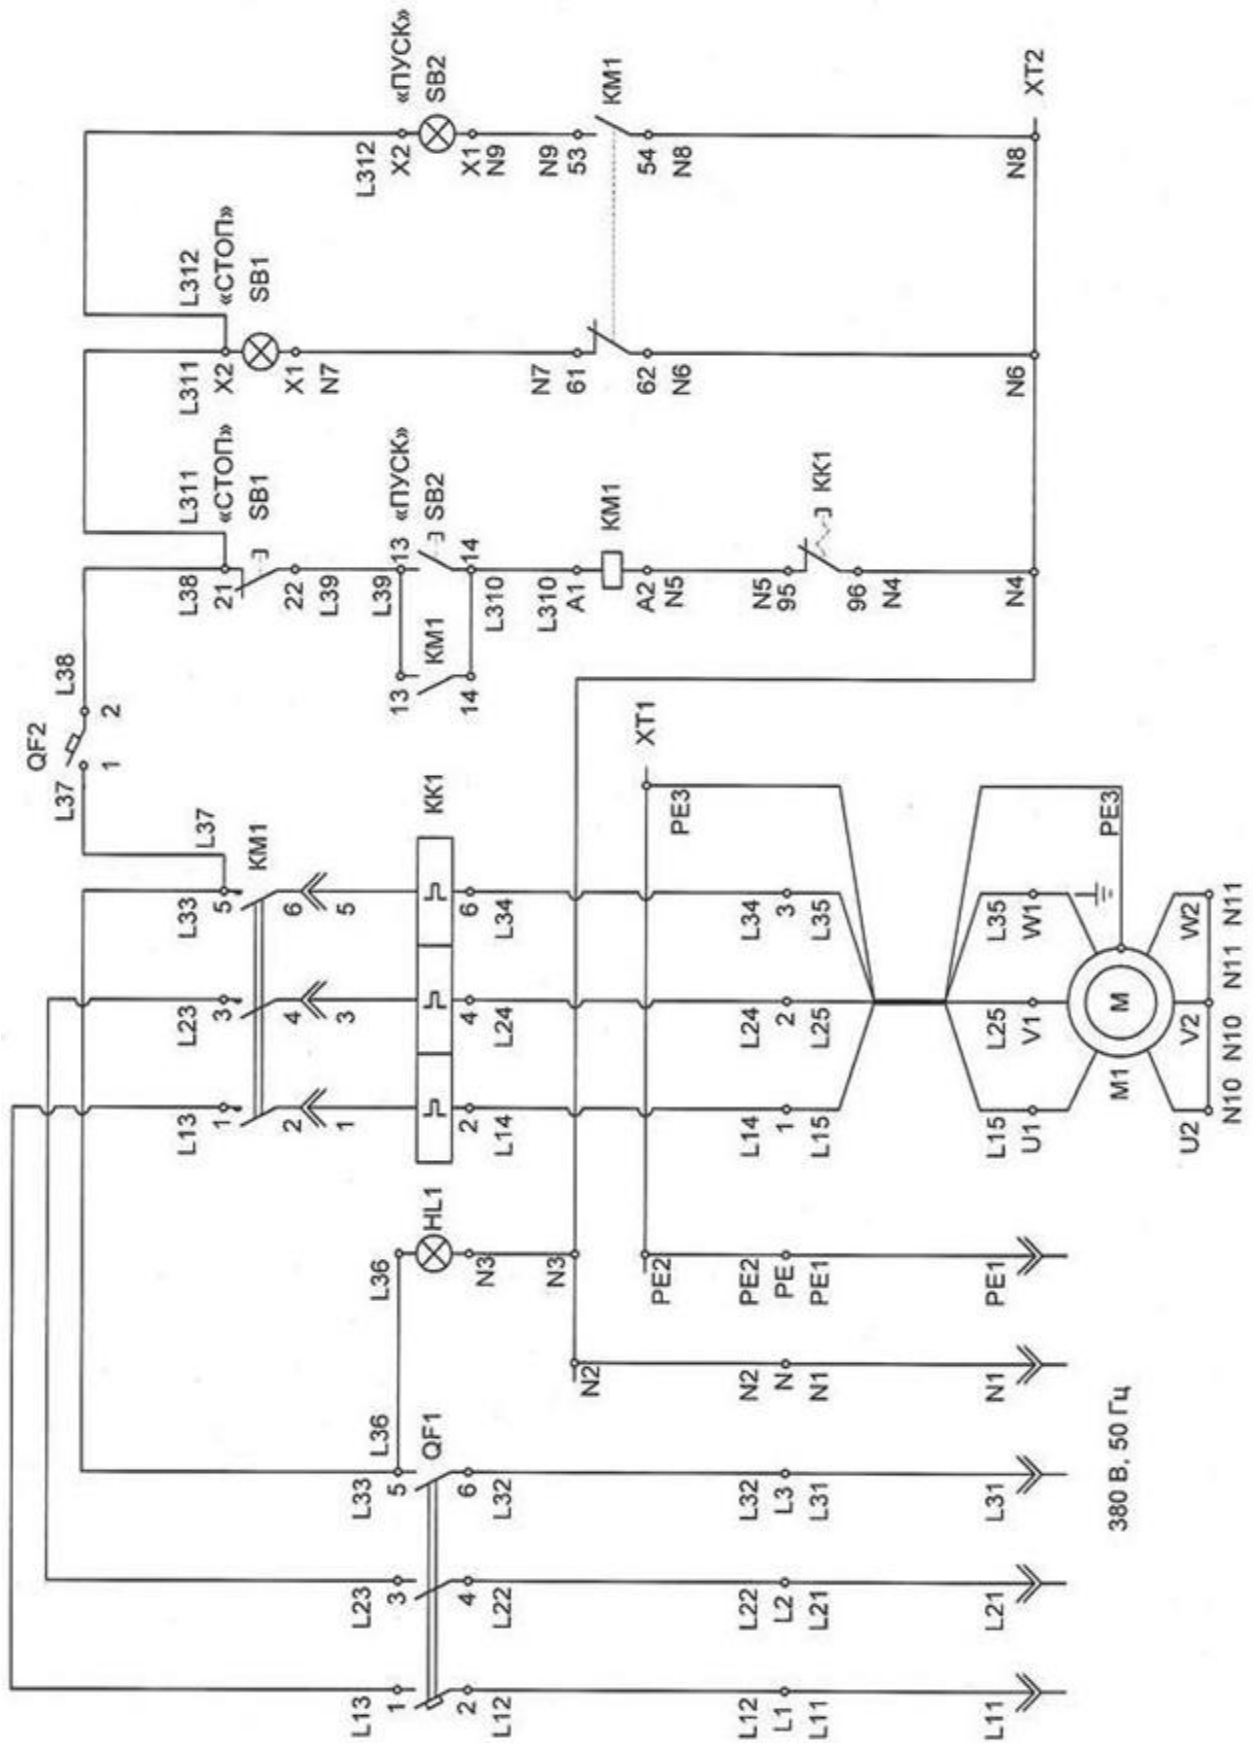 QF2
L37 L38
1 2
L13 L23 L33 L38 L311 L311 L312
L37
1 3 5 21 «СТОП» X2 «СТОП»
KM1 SB1 SB1
2 4 6 22 X1
L39 N7
1 3 5
L13 L23 L33 L312
L36 L36 L39
1 3 5 13 13 «ПУСК» X2 «ПУСК»
QF1 HL1 KK1 KM1 SB2 SB2
2 4 6 2 4 6 14 14 X1
L12 L22 L32 N3 L14 L24 L34 L310 N9
N3 L310 N7 N9
A1 61 53
N2 KM1 KM1
XT1 A2 62 54
PE2 PE3 N5 N6 N8
L12 L22 L32 N2 PE2 L14 L24 L34 N5
L1 L2 L3 N PE 1 2 3 95
L11 L21 L31 N1 PE1 L15 L25 L35 KK1
96
N4
L11 L21 L31 N1 PE1 L15 L25 L35 N4 N6 N8
U1 V1 W1 XT2
380 В, 50 Гц M1 M PE3
U2 V2 W2
N10 N10 N11 N11